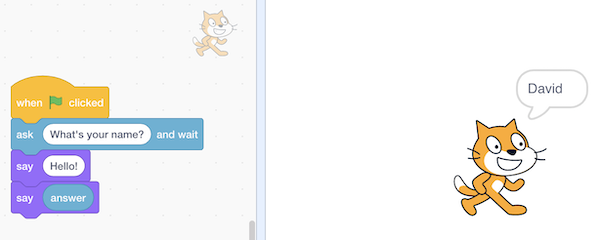 David
when clicked
ask What's your name? and wait
say Hello!
say answer